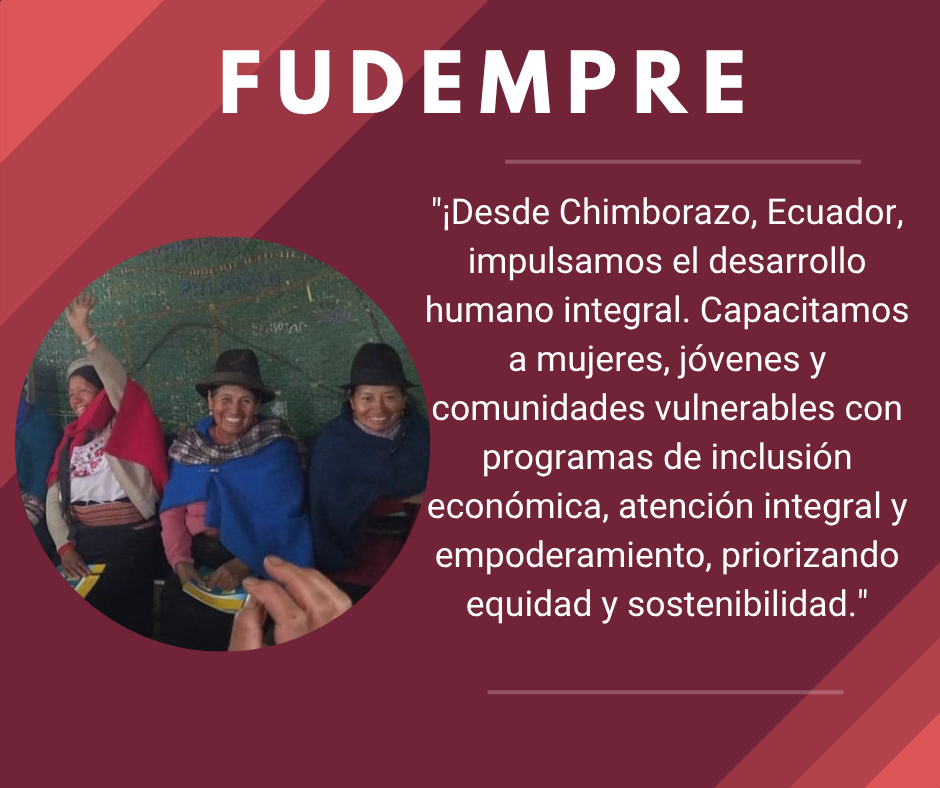 FUDEMPRE
"¡Desde Chimborazo, Ecuador,
impulsamos el desarrollo
humano integral. Capacitamos
a mujeres, jóvenes y
comunidades vulnerables con
programas de inclusión
económica, atención integral y
empoderamiento, priorizando
equidad y sostenibilidad."